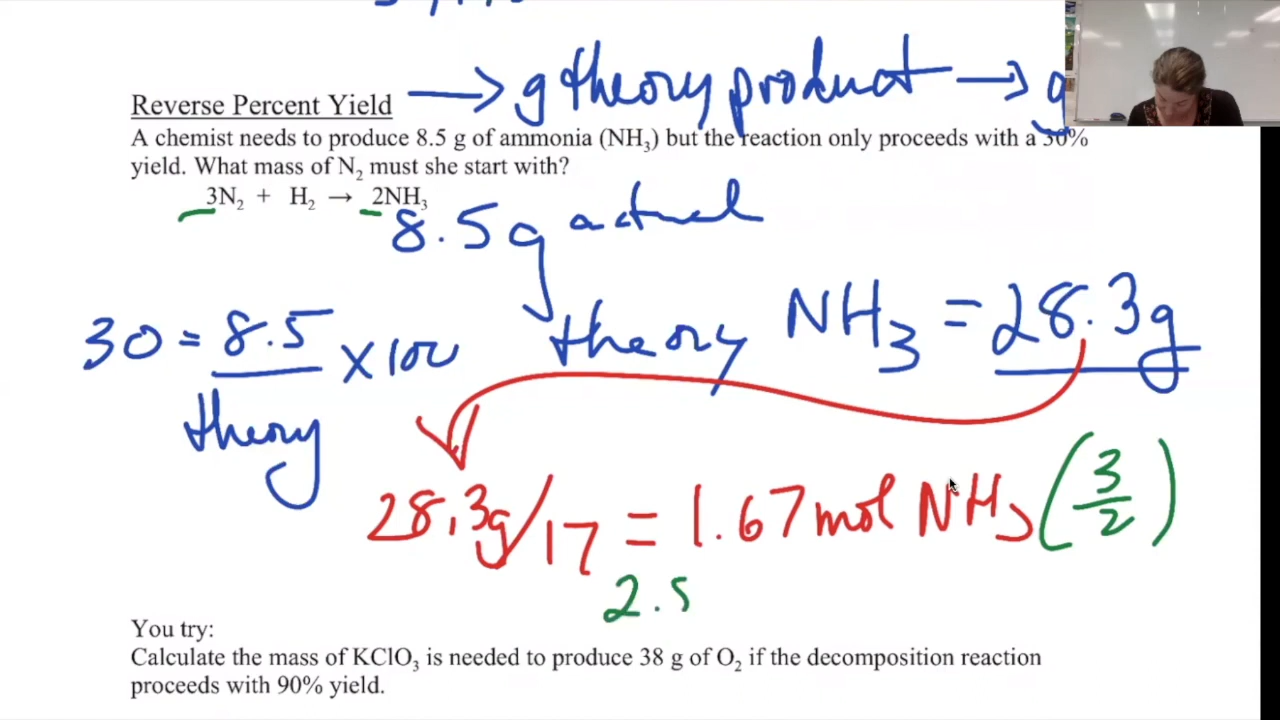 Reverse Percent Yield → g theory product → g
A chemist needs to produce 8.5 g of ammonia (NH₃) but the reaction only proceeds with a 30%
yield. What mass of N₂ must she start with?
3N₂ + H₂ → 2NH₃
8.5g actual
30 = 8.5/theory × 100
theory NH₃ = 28.3g
28.3g/17 = 1.67mol NH₃ (3/2)
2.5
You try:
Calculate the mass of KClO₃ is needed to produce 38 g of O₂ if the decomposition reaction
proceeds with 90% yield.